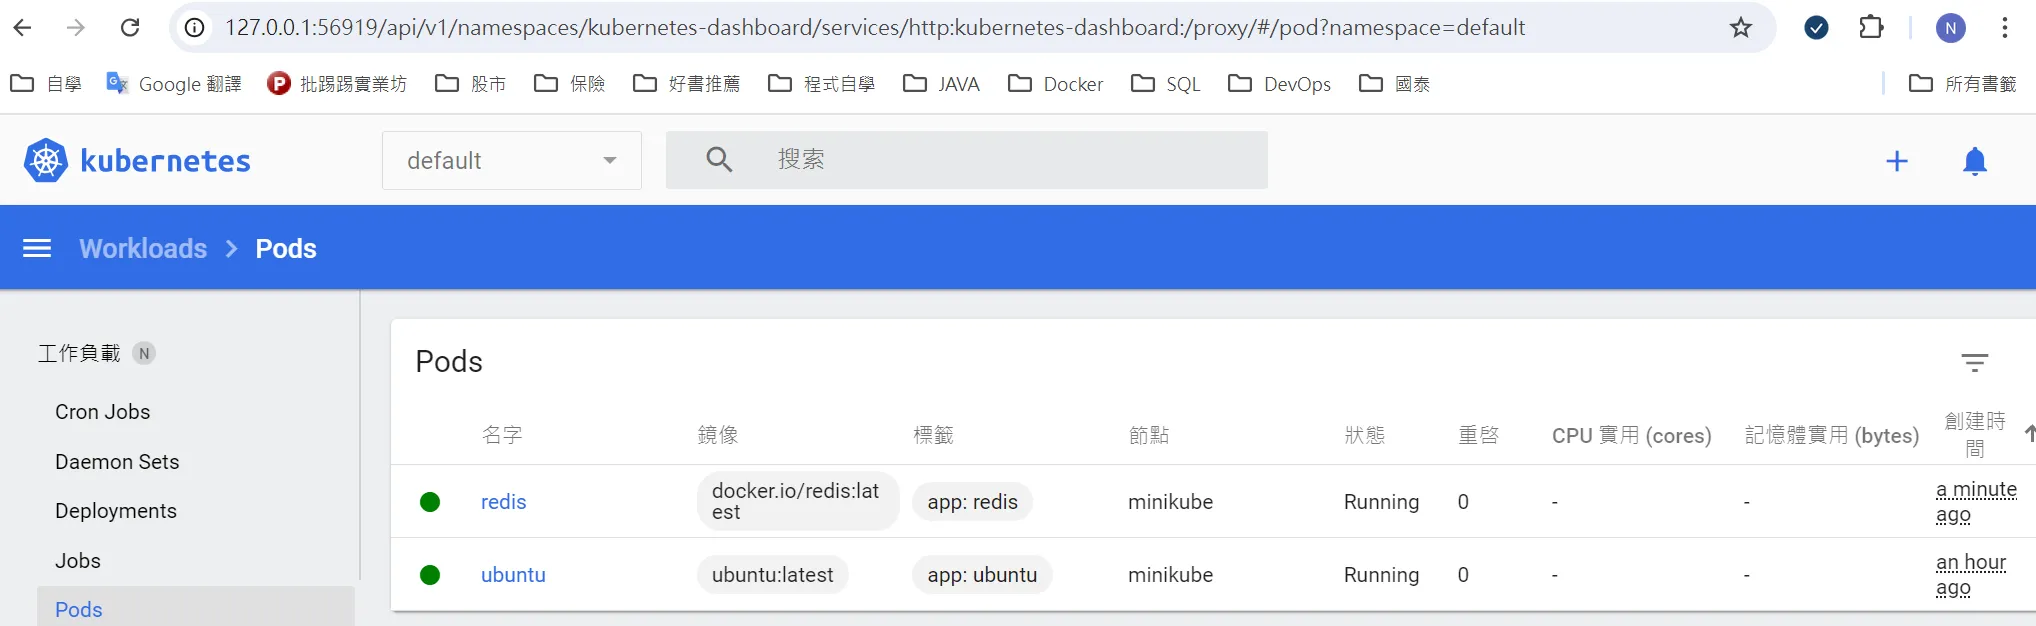 127.0.0.1:56919/api/v1/namespaces/kubernetes-dashboard/services/http:kubernetes-dashboard:/proxy/#/pod?namespace=default
N
自學 Google 翻譯 批踢踢實業坊 股市 保險 好書推薦 程式自學 JAVA Docker SQL DevOps 國泰 所有書籤
kubernetes default 搜索
Workloads > Pods
工作負載 N
Cron Jobs
Daemon Sets
Deployments
Jobs
Pods
Pods
名字 鏡像 標籤 節點 狀態 重啓 CPU 實用 (cores) 記憶體實用 (bytes) 創建時
間
redis docker.io/redis:lat
est app: redis minikube Running 0 - - a minute
ago
ubuntu ubuntu:latest app: ubuntu minikube Running 0 - - an hour
ago